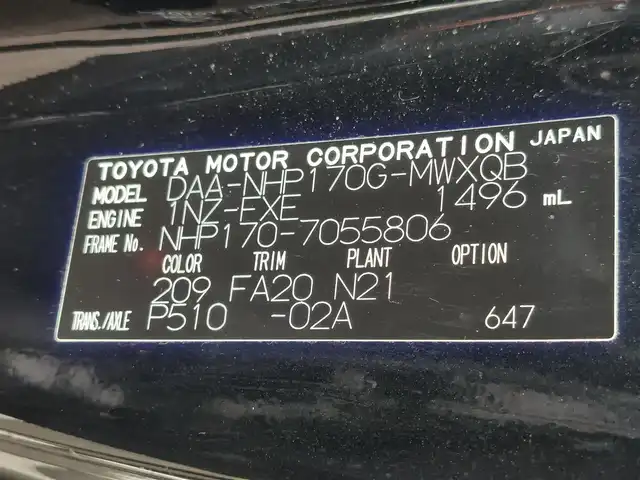 TOYOTA MOTOR CORPORATION JAPAN
MODEL DAA-NHP170G-MWXQB
ENGINE 1NZ-FXE 1496 mL
FRAME No. NHP170-7055806
COLOR TRIM PLANT OPTION
209 FA20 N21
TRANS./AXLE P510 -02A 647